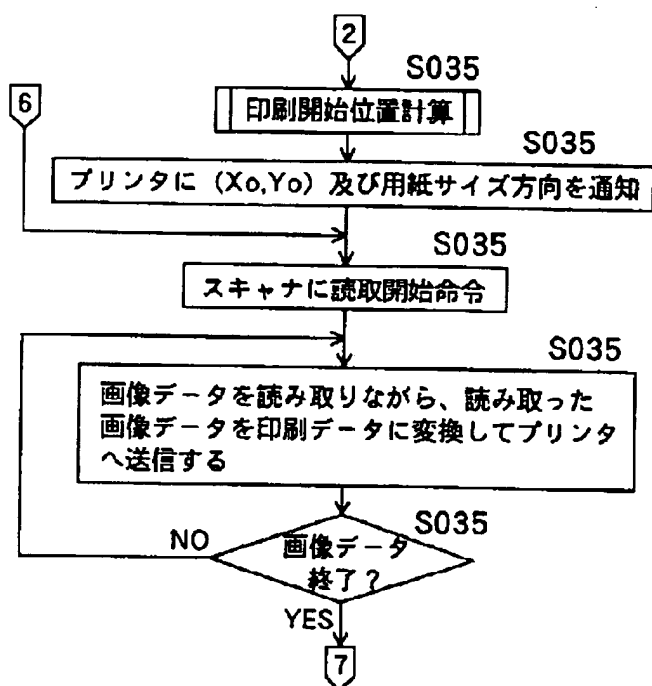 2
S035
6
印刷開始位置計算
S035
プリンタに (Xo,Yo) 及び用紙サイズ方向を通知
S035
スキャナに読取開始命令
S035
画像データを読み取りながら、読み取った
画像データを印刷データに変換してプリンタ
へ送信する
S035
NO
画像データ
終了?
YES
7